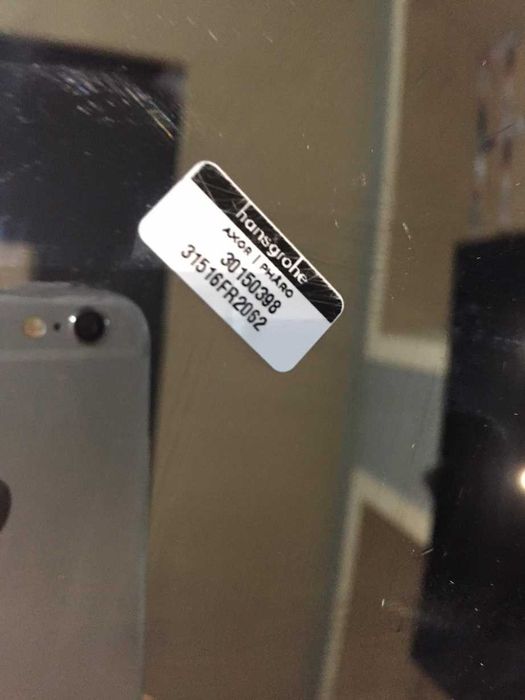 hansgrohe
AXOR | PHARO
30150398
31516FR2062